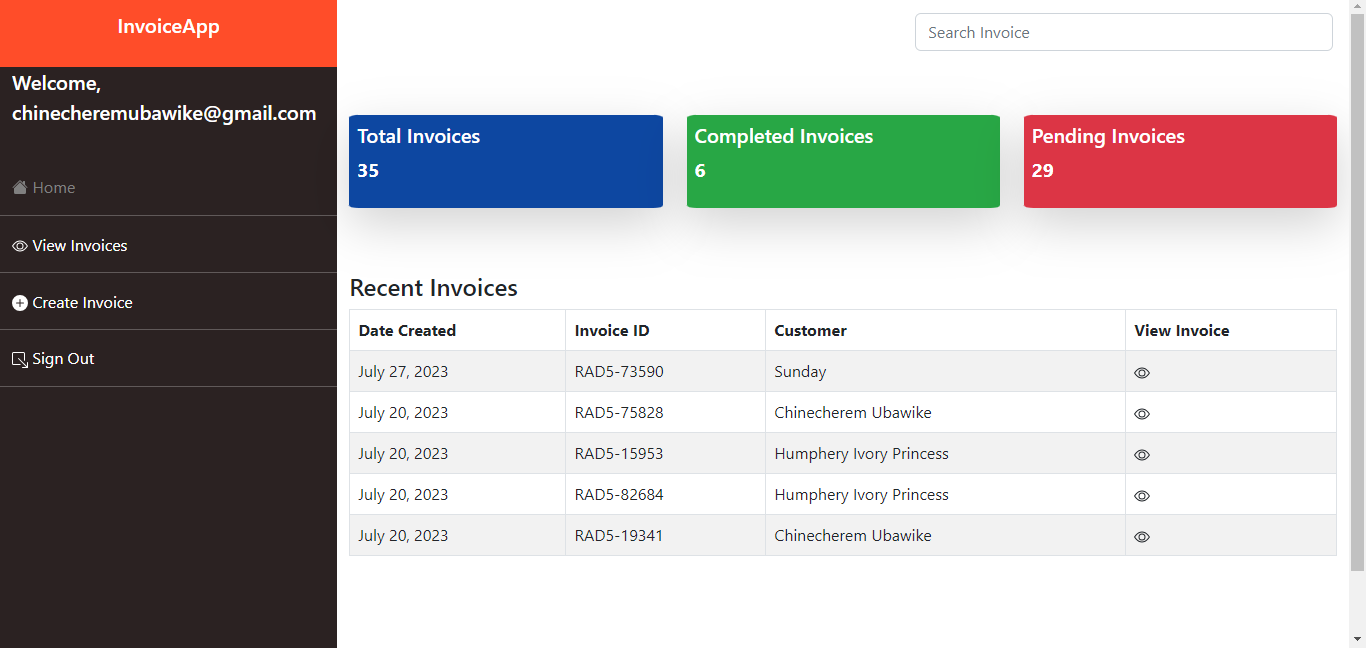 InvoiceApp
Welcome,
chinecheremubawike@gmail.com
Home
View Invoices
Create Invoice
Sign Out
Search Invoice
Total Invoices
35
Completed Invoices
6
Pending Invoices
29
Recent Invoices
Date Created Invoice ID Customer View Invoice
July 27, 2023 RAD5-73590 Sunday
July 20, 2023 RAD5-75828 Chinecherem Ubawike
July 20, 2023 RAD5-15953 Humphery Ivory Princess
July 20, 2023 RAD5-82684 Humphery Ivory Princess
July 20, 2023 RAD5-19341 Chinecherem Ubawike